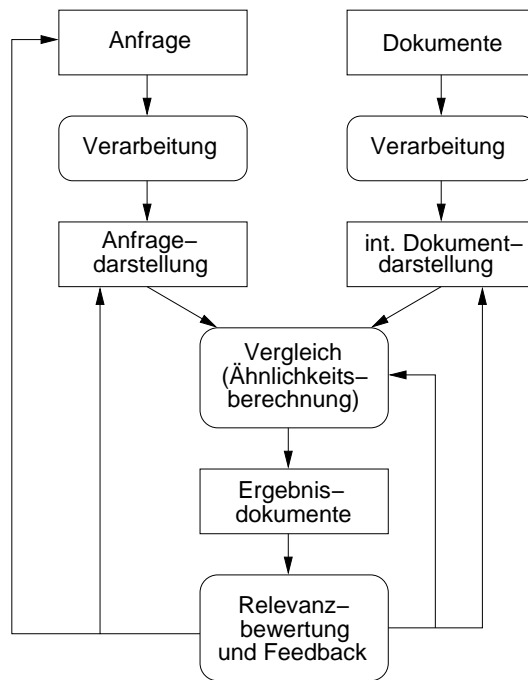 Anfrage
Dokumente
Verarbeitung
Verarbeitung
Anfrage−
darstellung
int. Dokument−
darstellung
Vergleich
(Ähnlichkeits−
berechnung)
Ergebnis−
dokumente
Relevanz−
bewertung
und Feedback